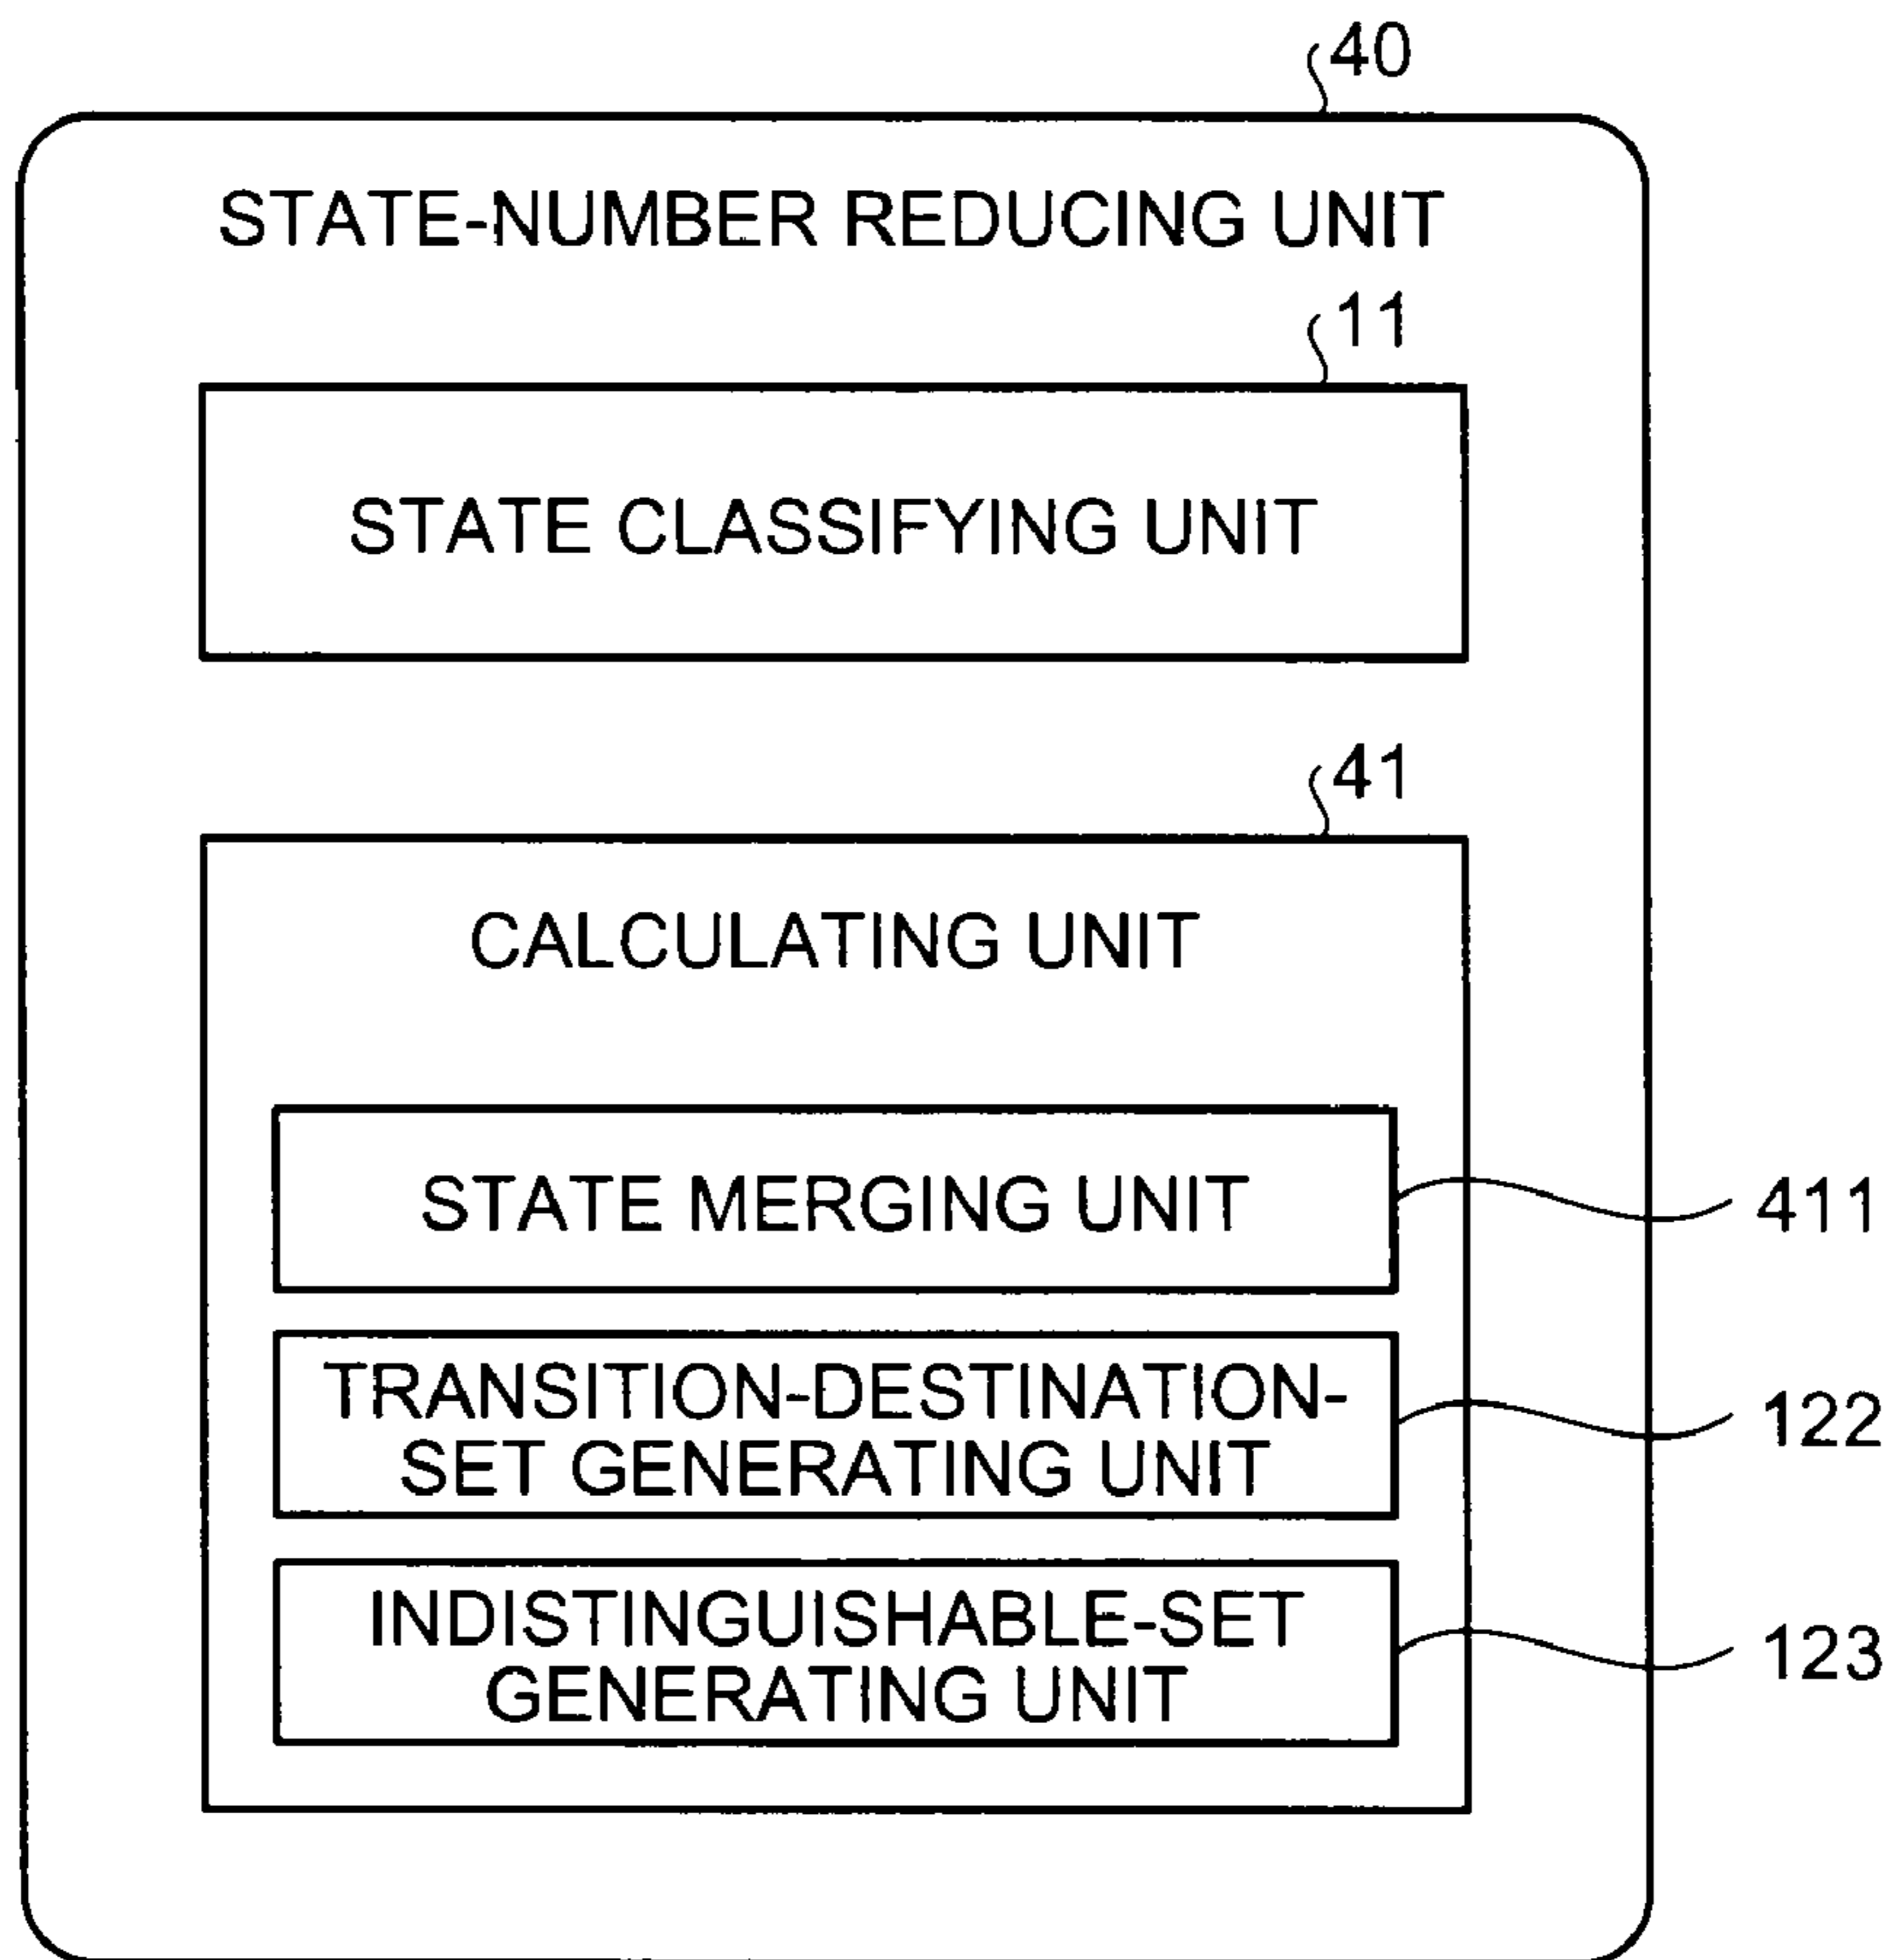 40
STATE-NUMBER REDUCING UNIT
11
STATE CLASSIFYING UNIT
41
CALCULATING UNIT
STATE MERGING UNIT
411
TRANSITION-DESTINATION-
SET GENERATING UNIT
122
INDISTINGUISHABLE-SET
GENERATING UNIT
123